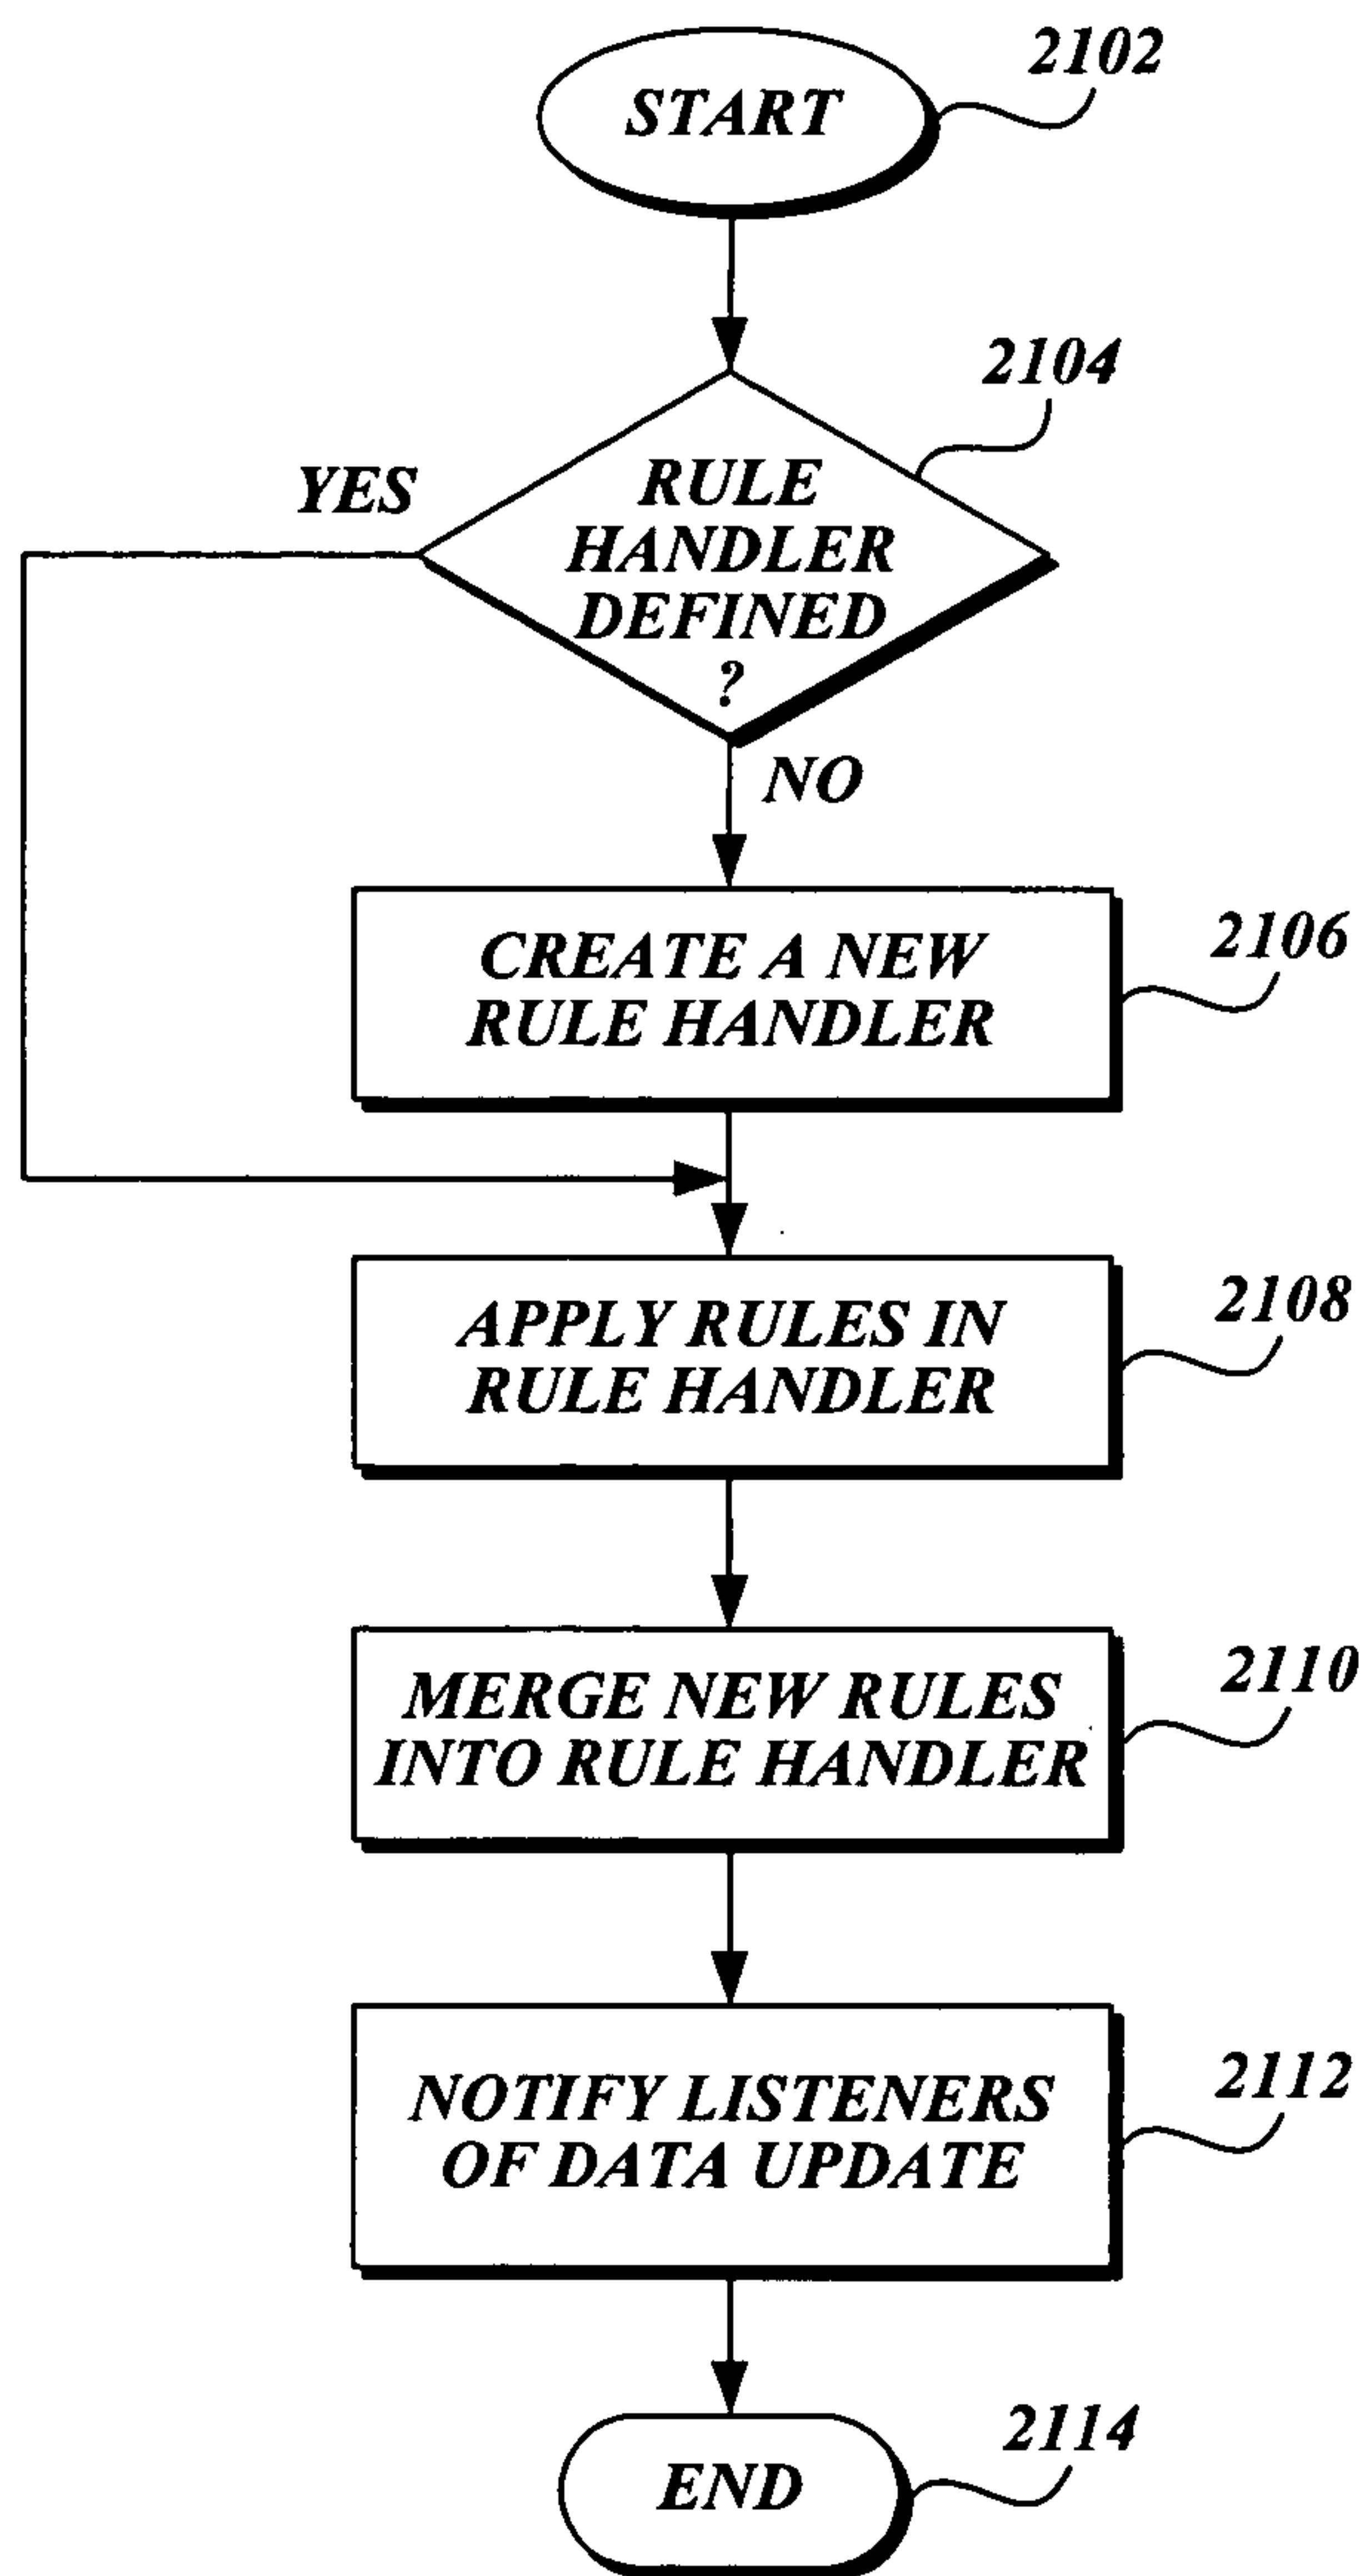 START
2102
2104
YES
RULE
HANDLER
DEFINED
?
NO
CREATE A NEW
RULE HANDLER
2106
APPLY RULES IN
RULE HANDLER
2108
MERGE NEW RULES
INTO RULE HANDLER
2110
NOTIFY LISTENERS
OF DATA UPDATE
2112
END
2114